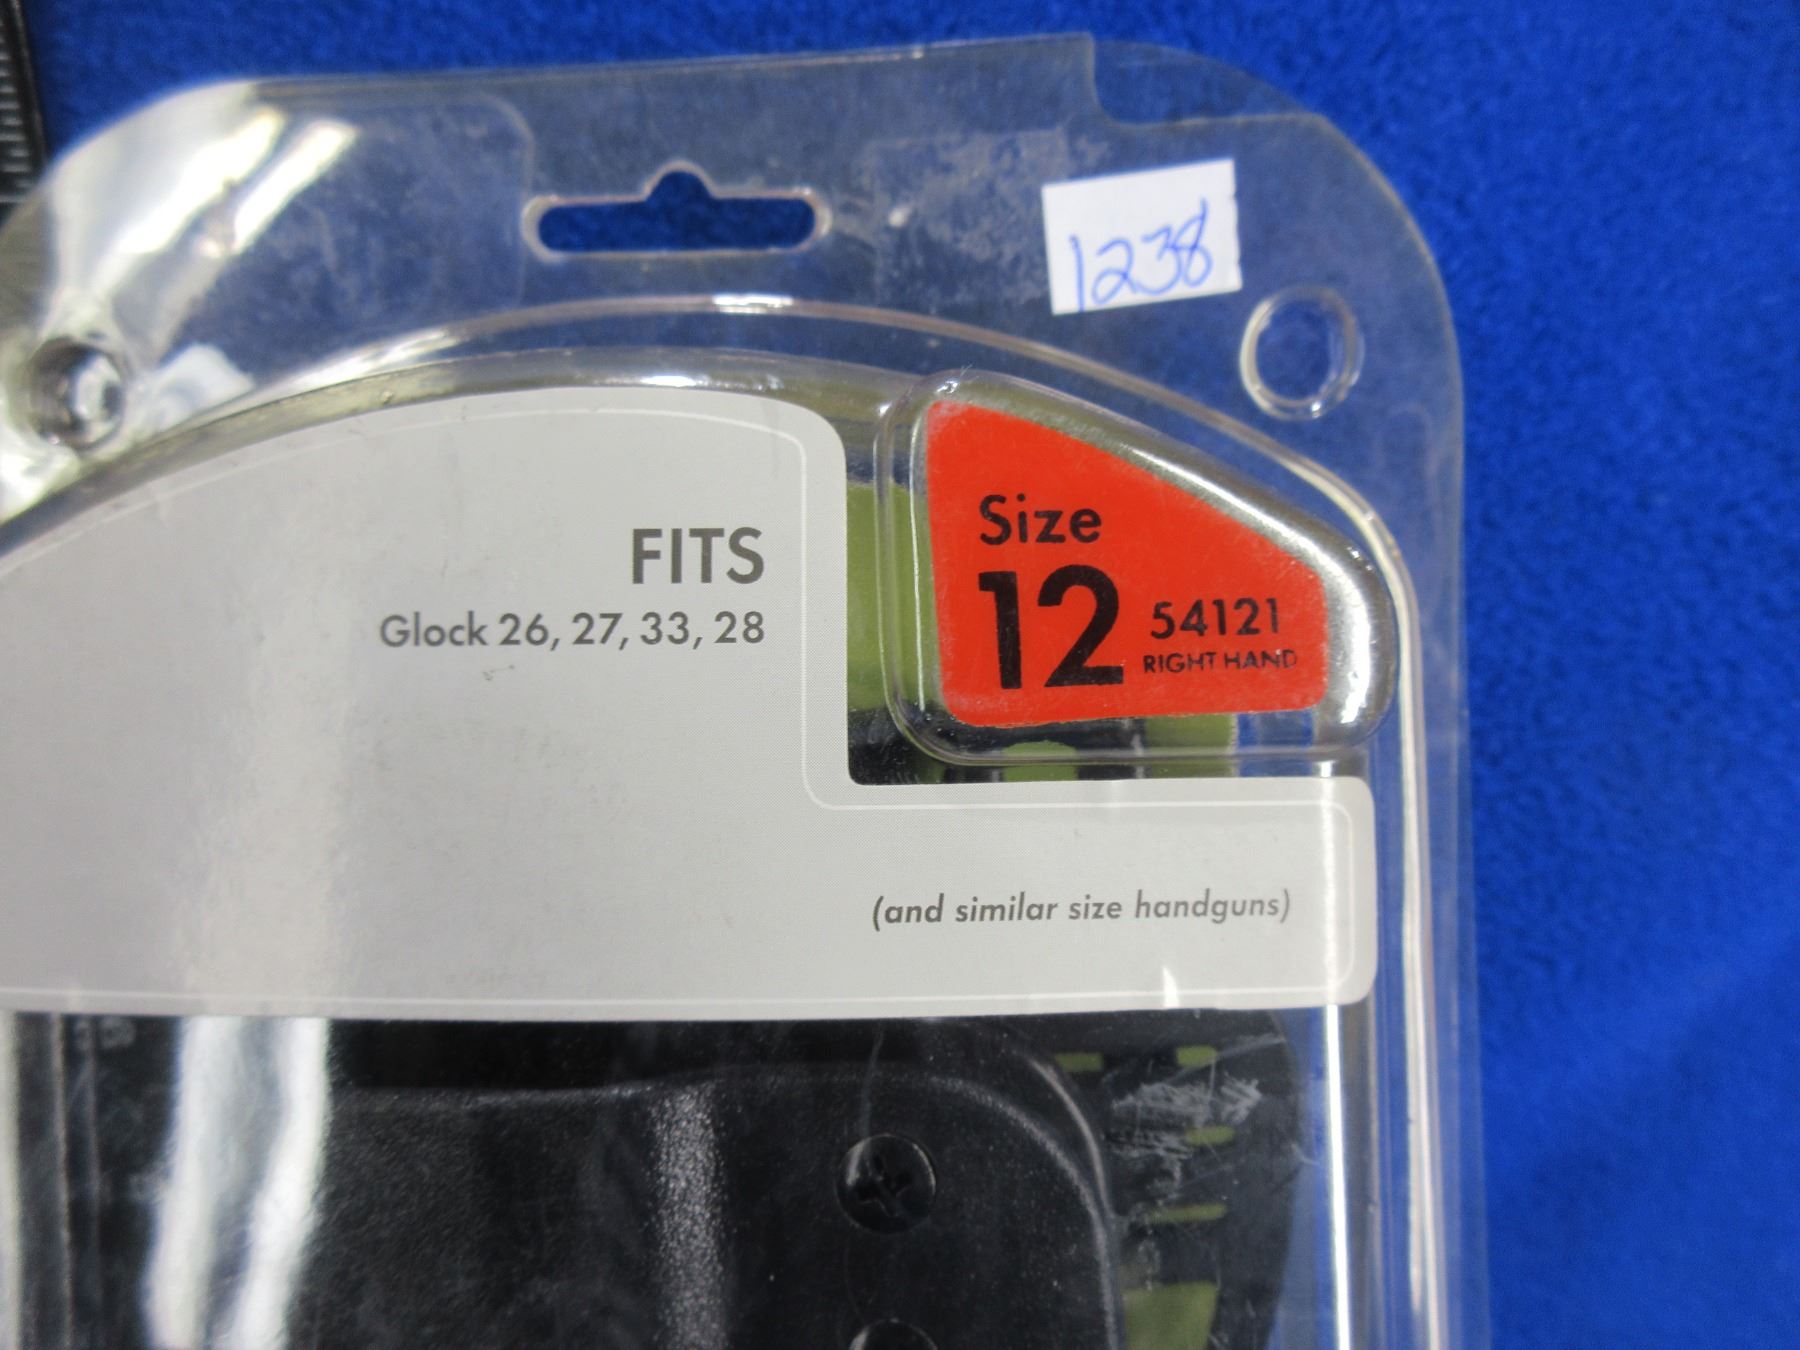 1238
FITS
Glock 26, 27, 33, 28
Size
12 54121
RIGHT HAND
(and similar size handguns)